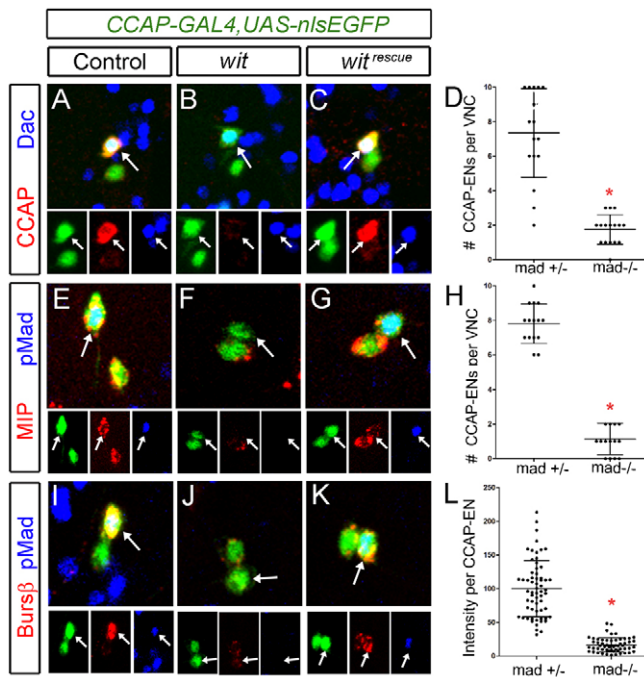 CCAP-GAL4,UAS-nlsEGFP
Control wit wit rescue
A B C D
CCAP Dac
10
8
6
4
2
0
# CCAP-ENs per VNC
*
mad +/- mad-/-
E F G H
MIP pMad
10
8
6
4
2
0
# CCAP-ENs per VNC
*
mad +/- mad-/-
I J K L
Bursβ pMad
250
200
150
100
50
0
Intensity per CCAP-EN
*
mad +/- mad-/-